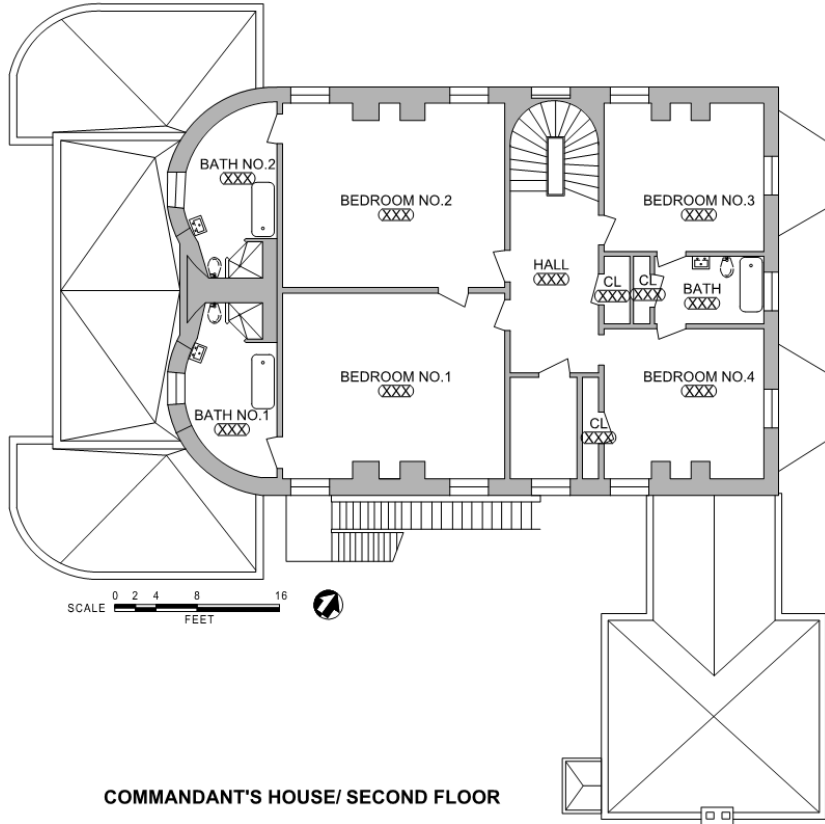 BATH NO.2
XXX
BEDROOM NO.2
XXX
BEDROOM NO.3
XXX
HALL
XXX
CL
XXX
CL
XXX
BATH
XXX
BEDROOM NO.1
XXX
BEDROOM NO.4
XXX
BATH NO.1
XXX
CL
XXX
0 2 4 8 16
SCALE
FEET
COMMANDANT'S HOUSE/ SECOND FLOOR